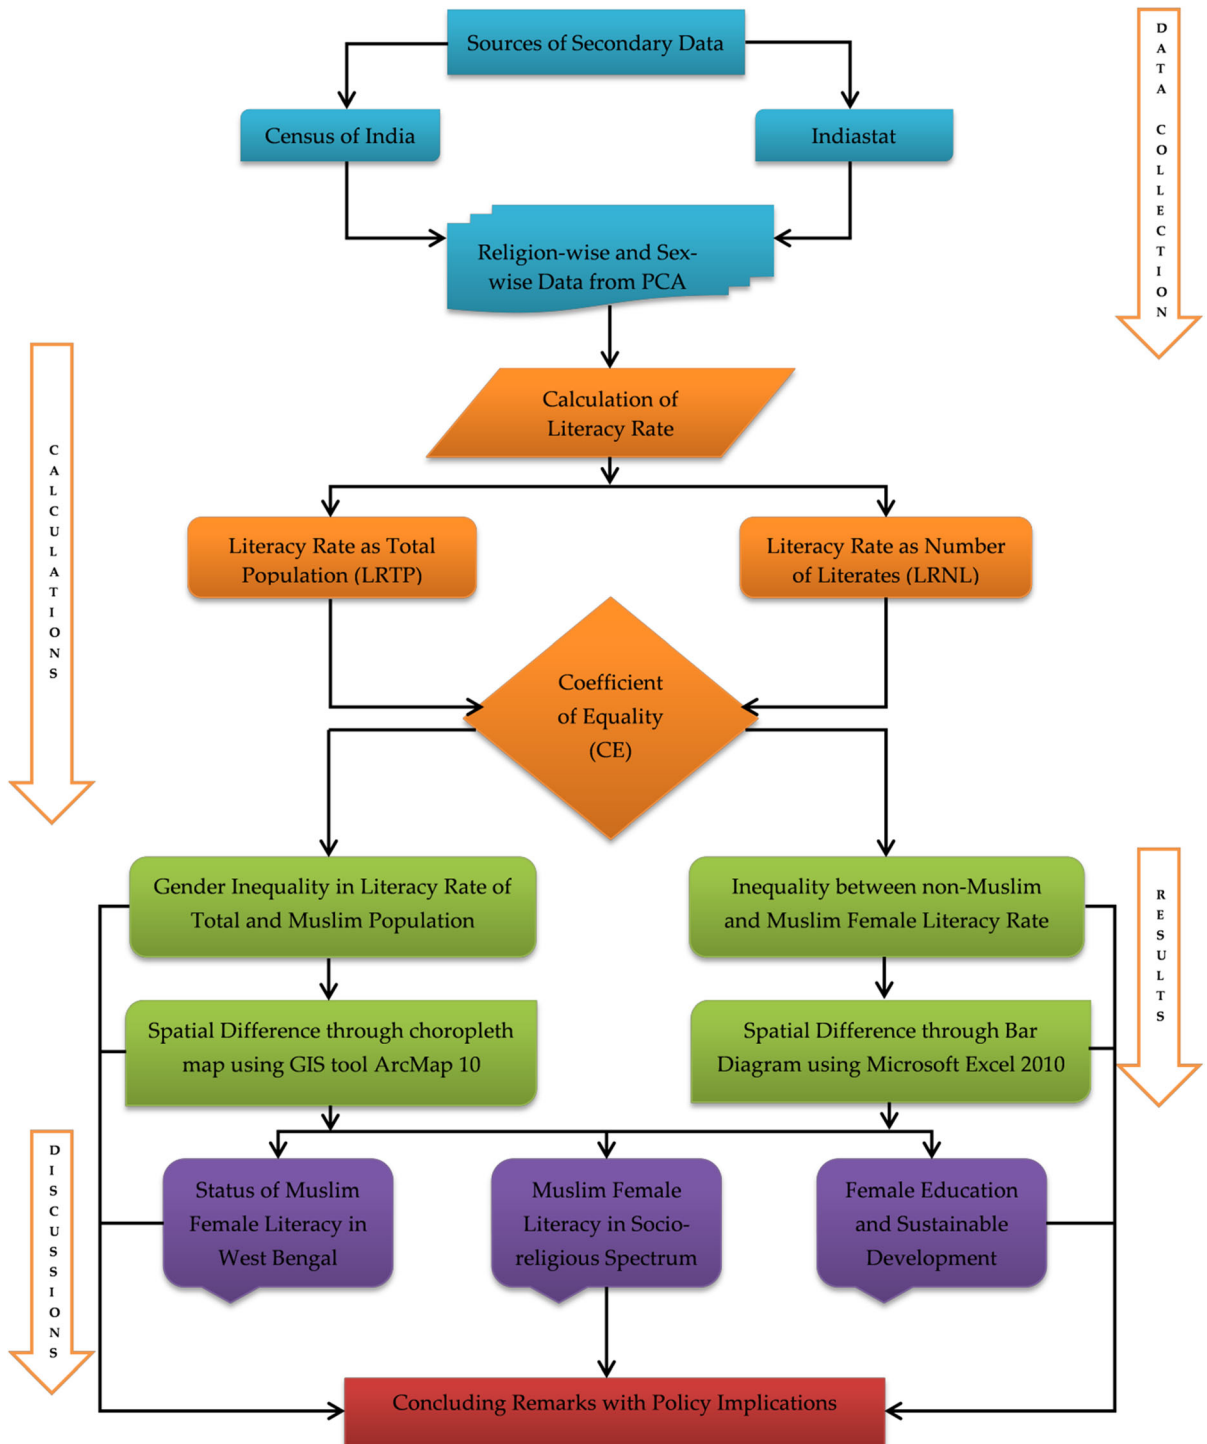 Sources of Secondary Data
DATA COLLECTION
Census of India
Indiastat
Religion-wise and Sex-
wise Data from PCA
CALCULATIONS
Calculation of
Literacy Rate
Literacy Rate as Total
Population (LRTP)
Literacy Rate as Number
of Literates (LRNL)
Coefficient
of Equality
(CE)
Gender Inequality in Literacy Rate of
Total and Muslim Population
Inequality between non-Muslim
and Muslim Female Literacy Rate
RESULTS
Spatial Difference through choropleth
map using GIS tool ArcMap 10
Spatial Difference through Bar
Diagram using Microsoft Excel 2010
DISCUSSIONS
Status of Muslim
Female Literacy in
West Bengal
Muslim Female
Literacy in Socio-
religious Spectrum
Female Education
and Sustainable
Development
Concluding Remarks with Policy Implications